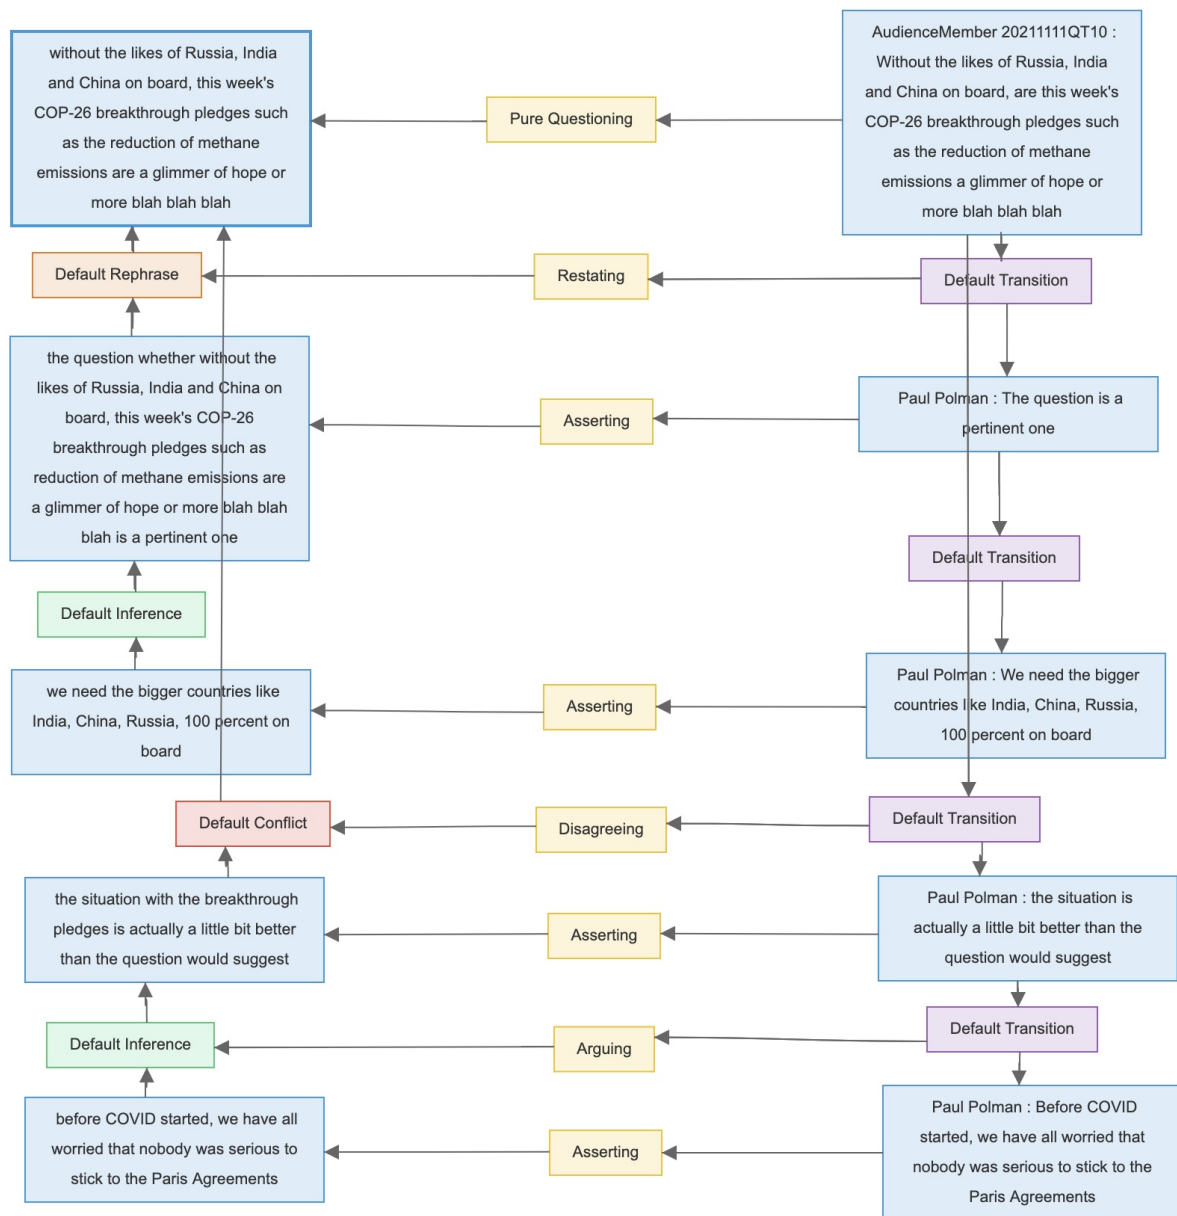 without the likes of Russia, India
and China on board, this week's
COP-26 breakthrough pledges such
as the reduction of methane
emissions are a glimmer of hope or
more blah blah blah
Pure Questioning
AudienceMember 20211111QT10 :
Without the likes of Russia, India
and China on board, are this week's
COP-26 breakthrough pledges such
as the reduction of methane
emissions a glimmer of hope or
more blah blah blah
Default Rephrase
Restating
Default Transition
the question whether without the
likes of Russia, India and China on
board, this week's COP-26
breakthrough pledges such as
reduction of methane emissions are
a glimmer of hope or more blah blah
blah is a pertinent one
Asserting
Paul Polman : The question is a
pertinent one
Default Transition
Default Inference
we need the bigger countries like
India, China, Russia, 100 percent on
board
Asserting
Paul Polman : We need the bigger
countries like India, China, Russia,
100 percent on board
Default Conflict
Disagreeing
Default Transition
the situation with the breakthrough
pledges is actually a little bit better
than the question would suggest
Asserting
Paul Polman : the situation is
actually a little bit better than the
question would suggest
Default Inference
Arguing
Default Transition
before COVID started, we have all
worried that nobody was serious to
stick to the Paris Agreements
Asserting
Paul Polman : Before COVID
started, we have all worried that
nobody was serious to stick to the
Paris Agreements